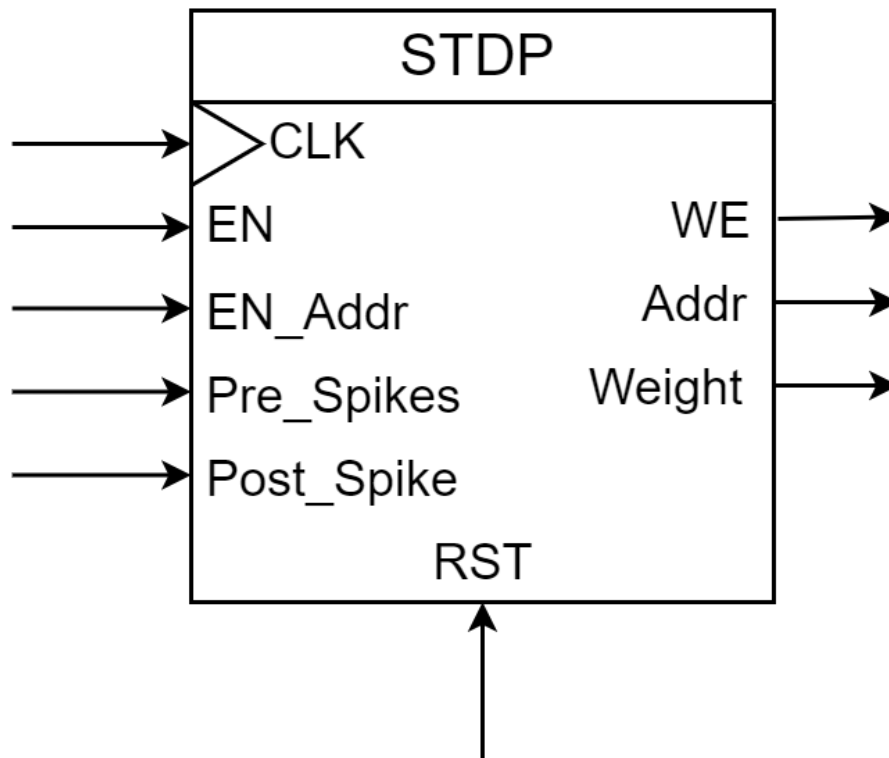 STDP
CLK
EN
WE
EN_Addr
Addr
Pre_Spikes
Weight
Post_Spike
RST